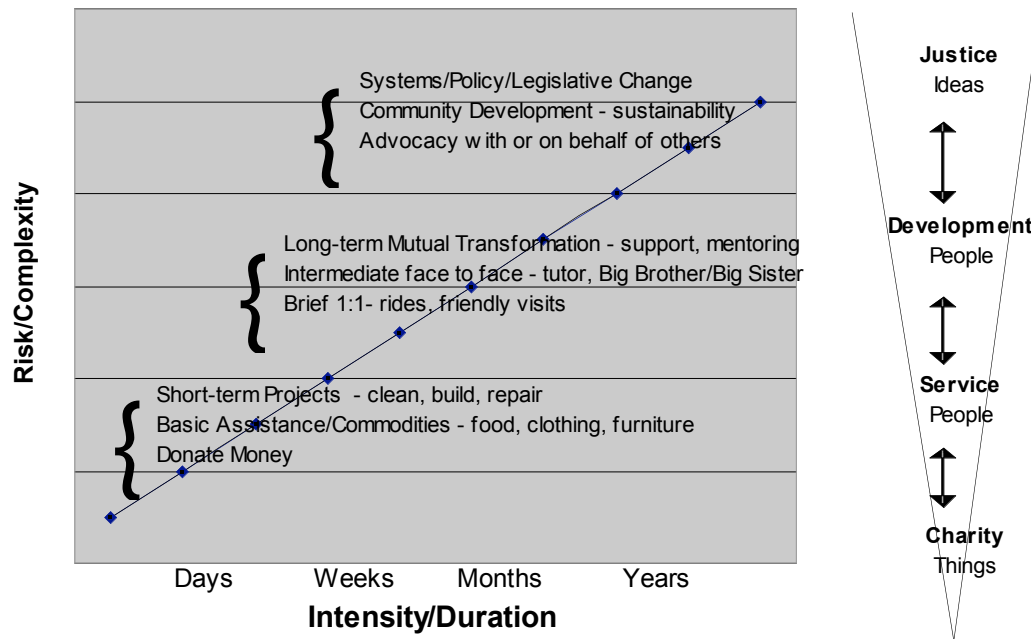 Systems/Policy/Legislative Change
Community Development - sustainability
Advocacy with or on behalf of others
Long-term Mutual Transformation - support, mentoring
Intermediate face to face - tutor, Big Brother/Big Sister
Brief 1:1- rides, friendly visits
Short-term Projects - clean, build, repair
Basic Assistance/Commodities - food, clothing, furniture
Donate Money
Risk/Complexity
Days Weeks Months Years
Intensity/Duration
Justice
Ideas
Development
People
Service
People
Charity
Things